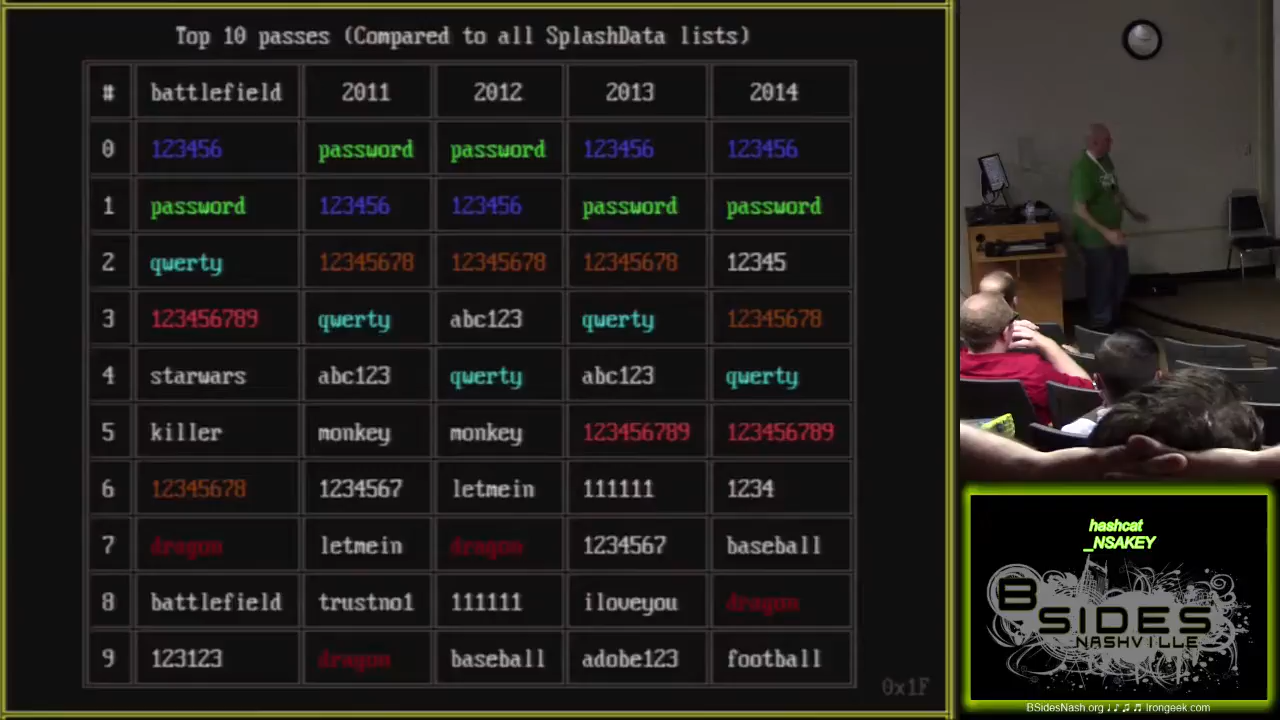 Top 10 passes (Compared to all SplashData lists)
# battlefield 2011 2012 2013 2014
0 123456 password password 123456 123456
1 password 123456 123456 password password
2 qwerty 12345678 12345678 12345678 12345
3 123456789 qwerty abc123 qwerty 12345678
4 starwars abc123 qwerty abc123 qwerty
5 killer monkey monkey 123456789 123456789
6 12345678 1234567 letmein 111111 1234
7 dragon letmein dragon 1234567 baseball
8 battlefield trustno1 111111 iloveyou dragon
9 123123 dragon baseball adobe123 football
0x1F
hashcat
_NSAKEY
BSIDES
NASHVILLE
BSidesNash.org ♩♪♫♬ Irongeek.com